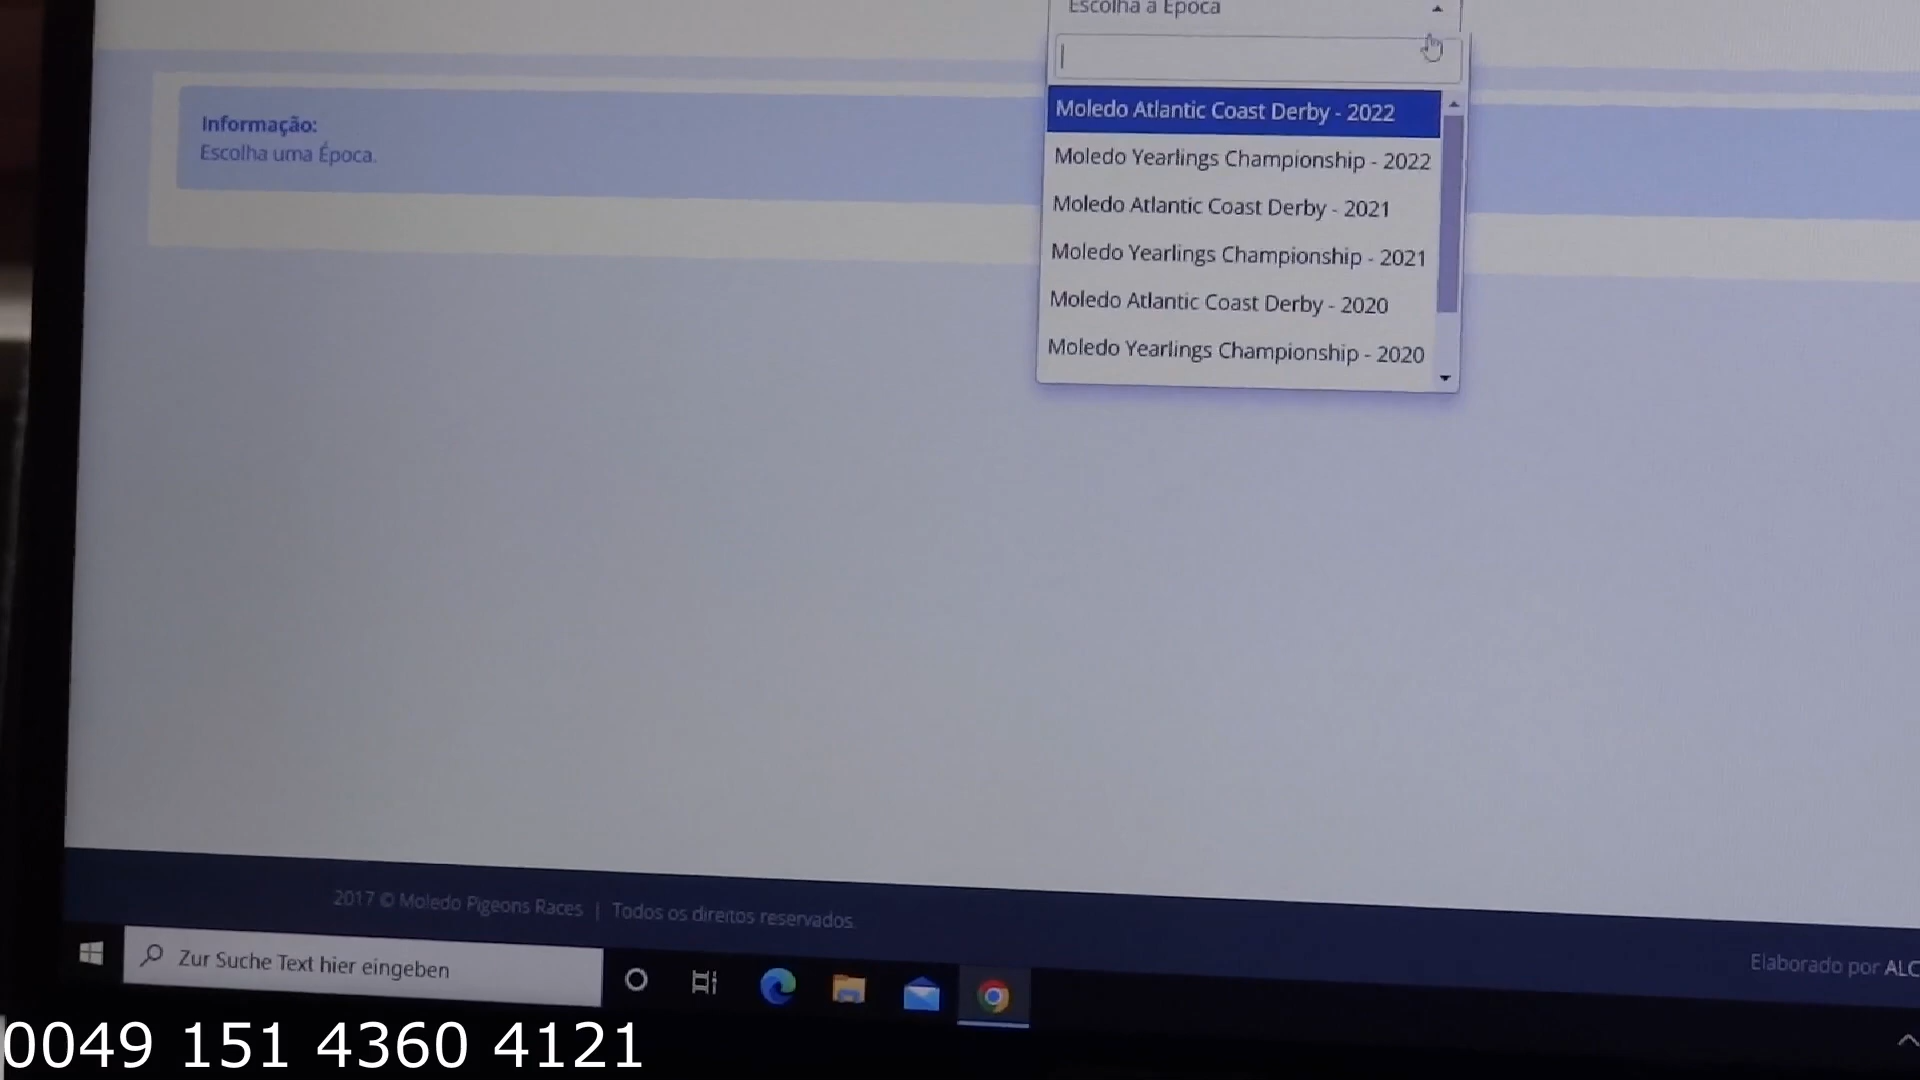 Escolha a Época
Informação:
Escolha uma Época.
Moledo Atlantic Coast Derby - 2022
Moledo Yearlings Championship - 2022
Moledo Atlantic Coast Derby - 2021
Moledo Yearlings Championship - 2021
Moledo Atlantic Coast Derby - 2020
Moledo Yearlings Championship - 2020
2017 © Moledo Pigeons Races | Todos os direitos reservados.
Elaborado por ALC
Zur Suche Text hier eingeben
0049 151 4360 4121